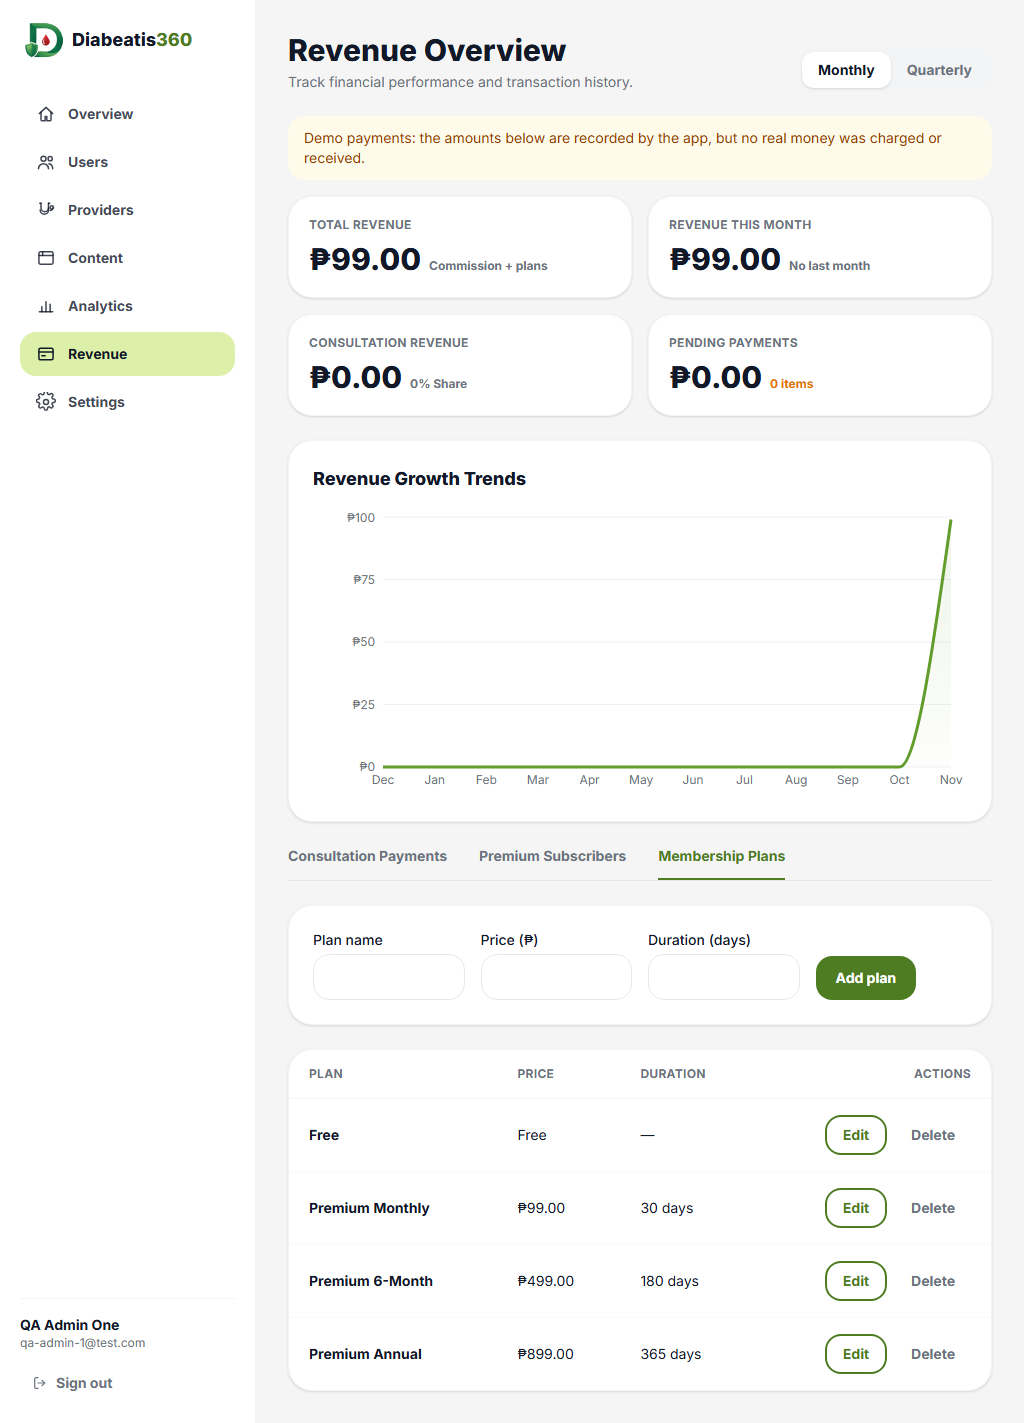 Diabeatis360
Overview
Users
Providers
Content
Analytics
Revenue
Settings
QA Admin One
qa-admin-1@test.com
Sign out
Revenue Overview
Track financial performance and transaction history.
Monthly
Quarterly
Demo payments: the amounts below are recorded by the app, but no real money was charged or
received.
TOTAL REVENUE
₱99.00 Commission + plans
REVENUE THIS MONTH
₱99.00 No last month
CONSULTATION REVENUE
₱0.00 0% Share
PENDING PAYMENTS
₱0.00 0 items
Revenue Growth Trends
₱100
₱75
₱50
₱25
₱0
Dec Jan Feb Mar Apr May Jun Jul Aug Sep Oct Nov
Consultation Payments Premium Subscribers Membership Plans
Plan name Price (₱) Duration (days)
Add plan
PLAN PRICE DURATION ACTIONS
Free Free — Edit Delete
Premium Monthly ₱99.00 30 days Edit Delete
Premium 6-Month ₱499.00 180 days Edit Delete
Premium Annual ₱899.00 365 days Edit Delete